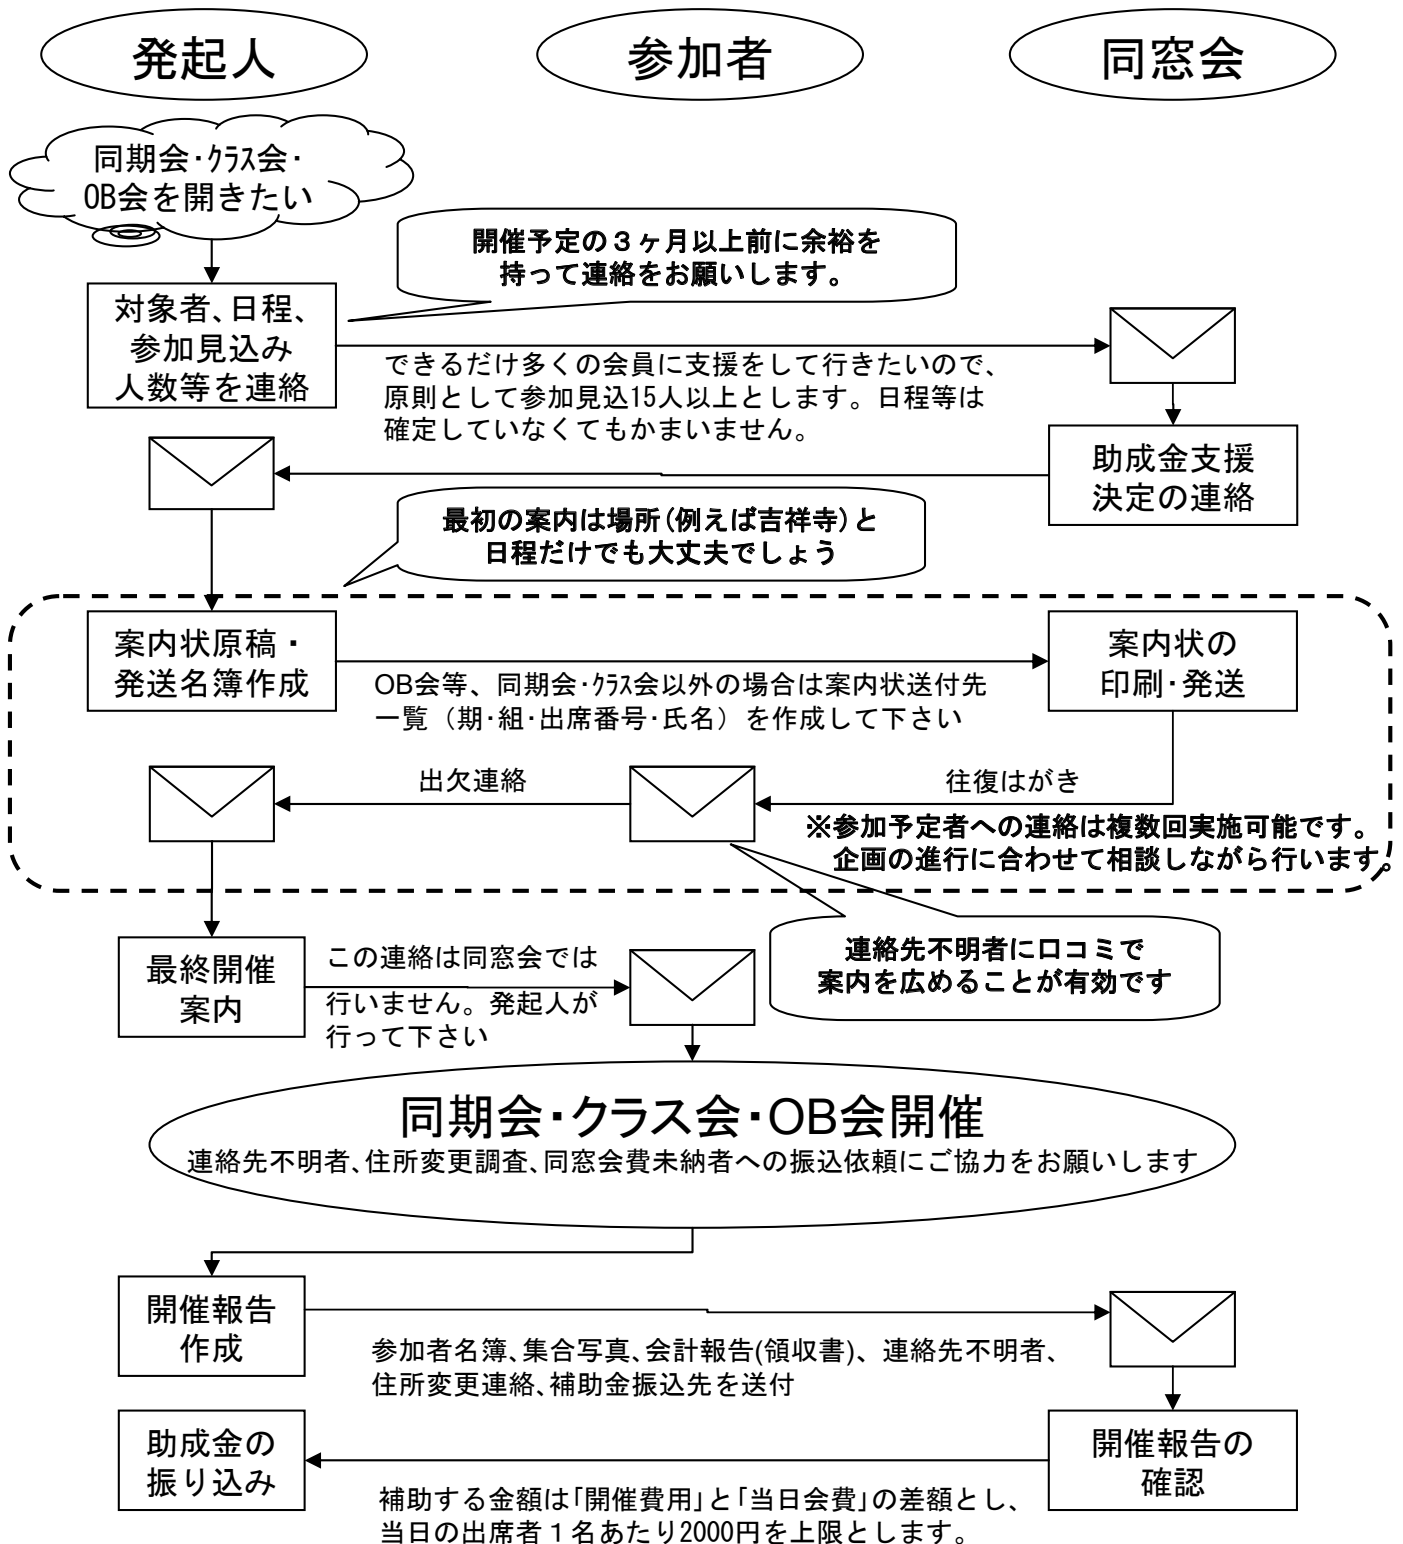 発起人
参加者
同窓会
同期会･ｸﾗｽ会･
OB会を開きたい
開催予定の３ヶ月以上前に余裕を
持って連絡をお願いします。
対象者、日程、
参加見込み
人数等を連絡
できるだけ多くの会員に支援をして行きたいので、
原則として参加見込15人以上とします。日程等は
確定していなくてもかまいません。
助成金支援
決定の連絡
最初の案内は場所(例えば吉祥寺)と
日程だけでも大丈夫でしょう
案内状原稿・
発送名簿作成
案内状の
印刷･発送
OB会等、同期会･ｸﾗｽ会以外の場合は案内状送付先
一覧（期･組･出席番号･氏名）を作成して下さい
出欠連絡
往復はがき
※参加予定者への連絡は複数回実施可能です。
企画の進行に合わせて相談しながら行います。
連絡先不明者に口コミで
案内を広めることが有効です
最終開催
案内
この連絡は同窓会では
行いません。発起人が
行って下さい
同期会･クラス会･OB会開催
連絡先不明者、住所変更調査、同窓会費未納者への振込依頼にご協力をお願いします
開催報告
作成
参加者名簿、集合写真、会計報告(領収書)、連絡先不明者、
住所変更連絡、補助金振込先を送付
助成金の
振り込み
開催報告の
確認
補助する金額は｢開催費用｣と｢当日会費｣の差額とし、
当日の出席者１名あたり2000円を上限とします。